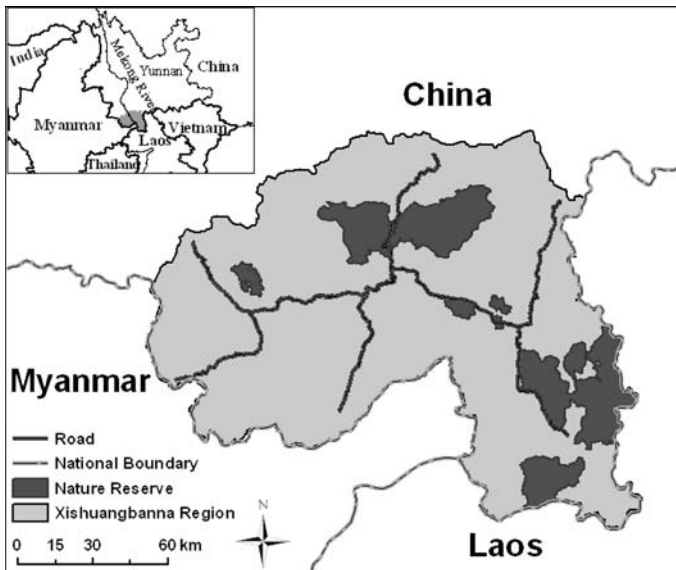 India
Mekong River
Yunnan
China
Myanmar
Vietnam
Laos
Thailand
China
Myanmar
Laos
Road
National Boundary
Nature Reserve
Xishuangbanna Region
0 15 30 60 km
N